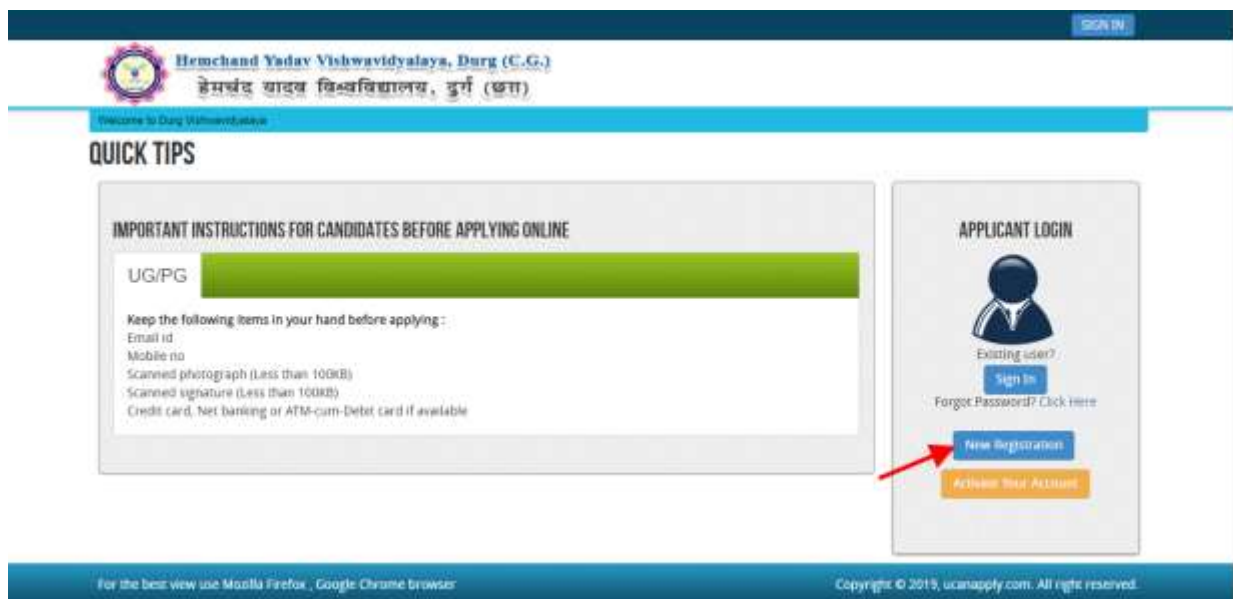 SIGN IN
Hemchand Yadav Vishwavidyalaya, Durg (C.G.)
हेमचंद यादव विश्वविद्यालय, दुर्ग (छत्त)
Welcome to Durg Vishwavidyalaya
QUICK TIPS
IMPORTANT INSTRUCTIONS FOR CANDIDATES BEFORE APPLYING ONLINE
UG/PG
Keep the following items in your hand before applying :
Email id
Mobile no
Scanned photograph (Less than 100KB)
Scanned signature (Less than 100KB)
Credit card, Net banking or ATM-cum-Debit card if available
APPLICANT LOGIN
Existing user?
Sign In
Forgot Password? Click Here
New Registration
Activate Your Account
For the best view use Mozilla Firefox , Google Chrome browser
Copyright © 2019, ucanapply.com. All right reserved.